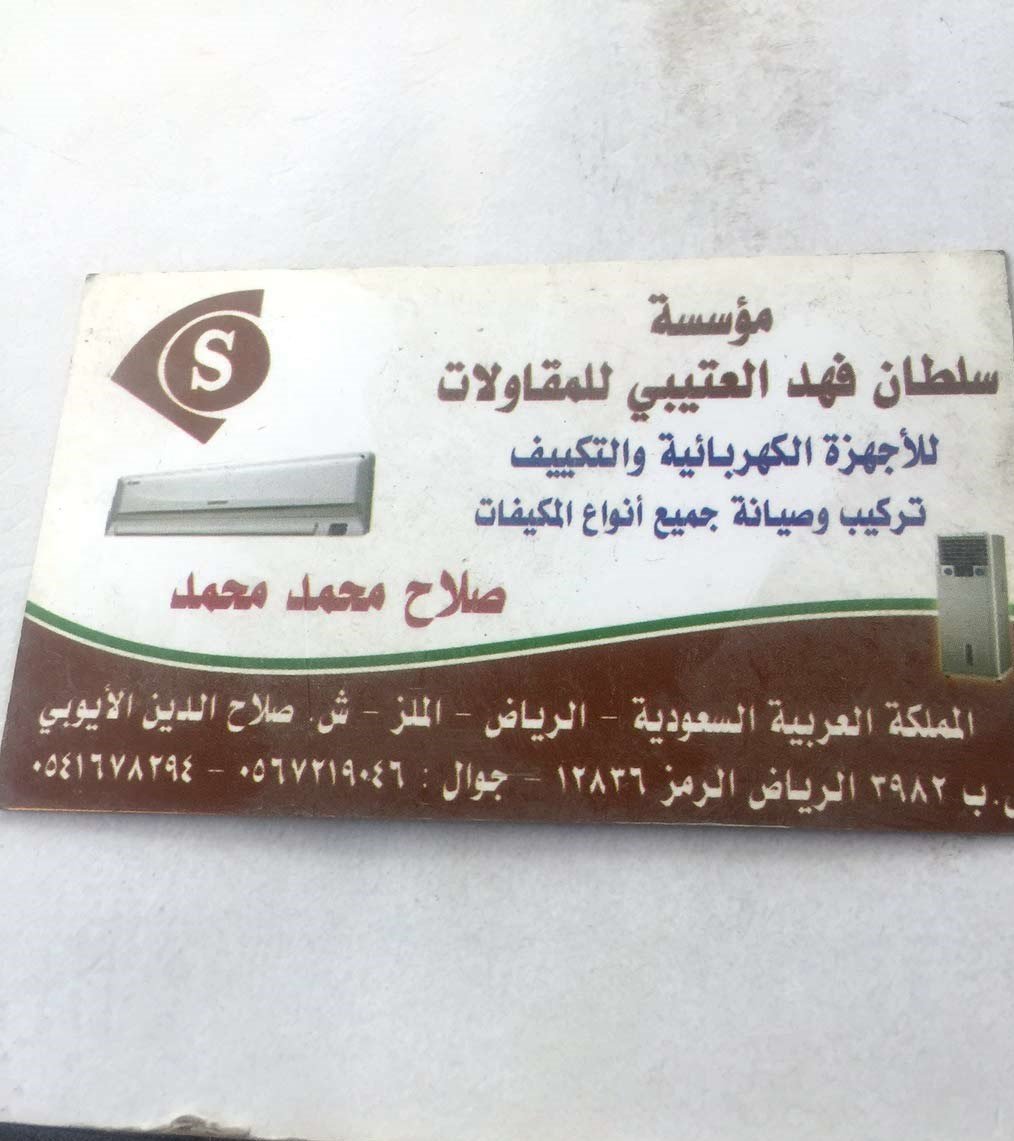 S
مؤسسة
سلطان فهد العتيبي للمقاولات
للأجهزة الكهربائية والتكييف
تركيب وصيانة جميع أنواع المكيفات
صلاح محمد محمد
المملكة العربية السعودية - الرياض - الملز - ش. صلاح الدين الأيوبي
ص.ب ٣٩٨٢ الرياض الرمز ١٢٨٣٦ - جوال : ٠٥٦٧٢١٩٠٤٦ - ٠٥٤١٦٧٨٢٩٤